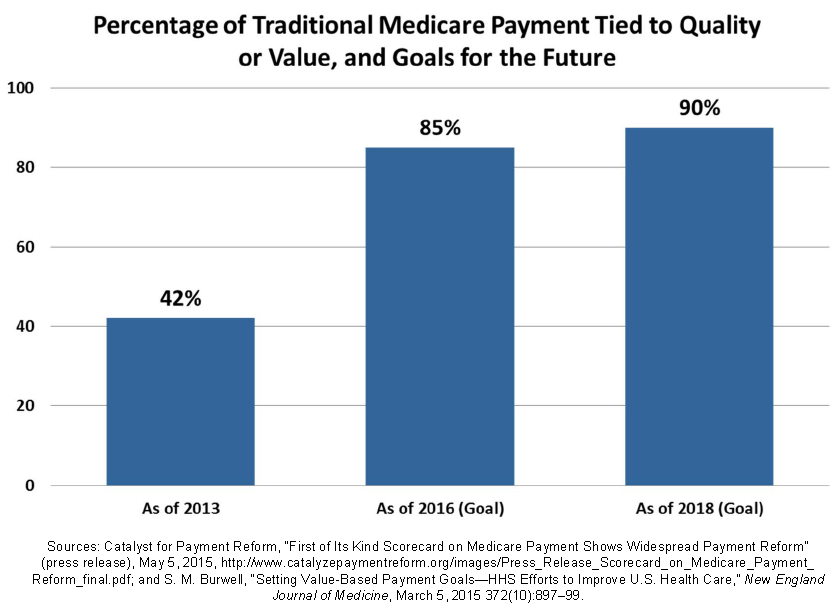 Percentage of Traditional Medicare Payment Tied to Quality
or Value, and Goals for the Future
100
80
60
40
20
0
42%
85%
90%
As of 2013
As of 2016 (Goal)
As of 2018 (Goal)
Sources: Catalyst for Payment Reform, "First of Its Kind Scorecard on Medicare Payment Shows Widespread Payment Reform"
(press release), May 5, 2015, http://www.catalyzepaymentreform.org/images/Press_Release_Scorecard_on_Medicare_Payment_
Reform_final.pdf; and S. M. Burwell, "Setting Value-Based Payment Goals—HHS Efforts to Improve U.S. Health Care," New England
Journal of Medicine, March 5, 2015 372(10):897–99.